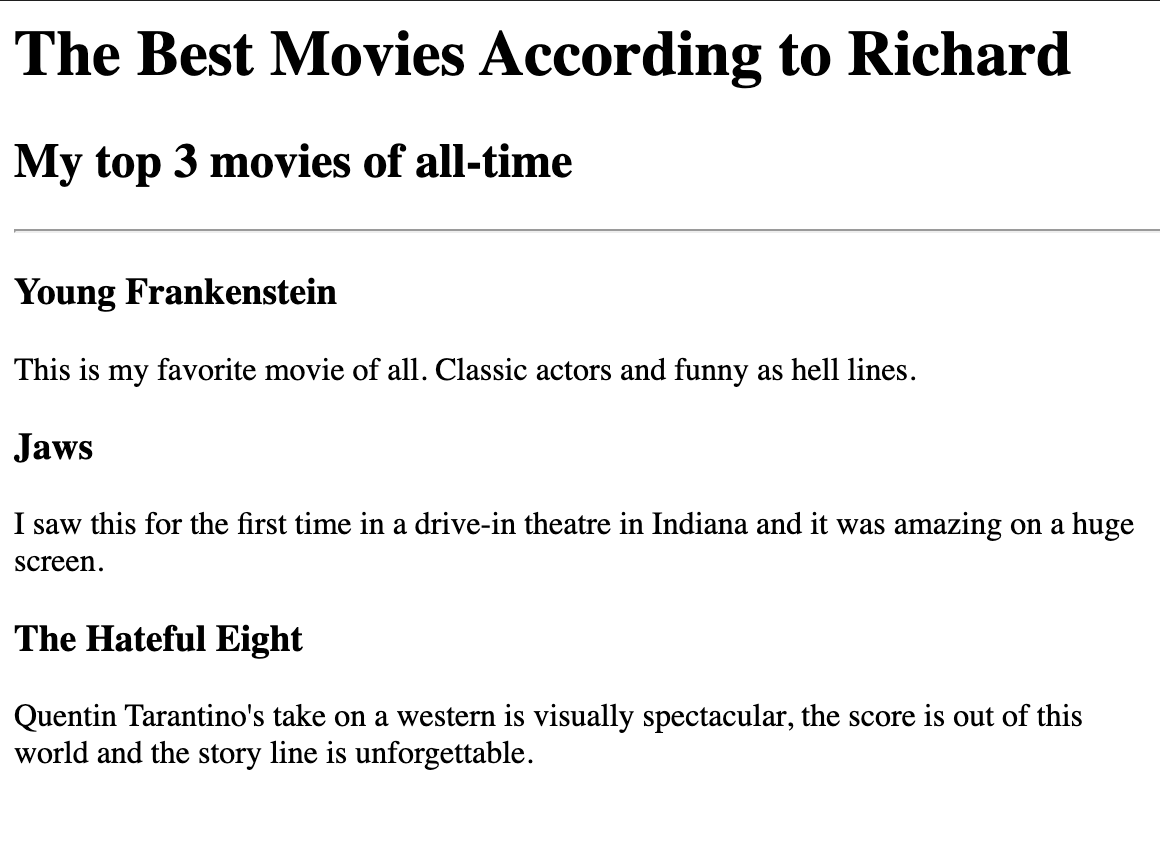 The Best Movies According to Richard
My top 3 movies of all-time
Young Frankenstein
This is my favorite movie of all. Classic actors and funny as hell lines.
Jaws
I saw this for the first time in a drive-in theatre in Indiana and it was amazing on a huge
screen.
The Hateful Eight
Quentin Tarantino's take on a western is visually spectacular, the score is out of this
world and the story line is unforgettable.